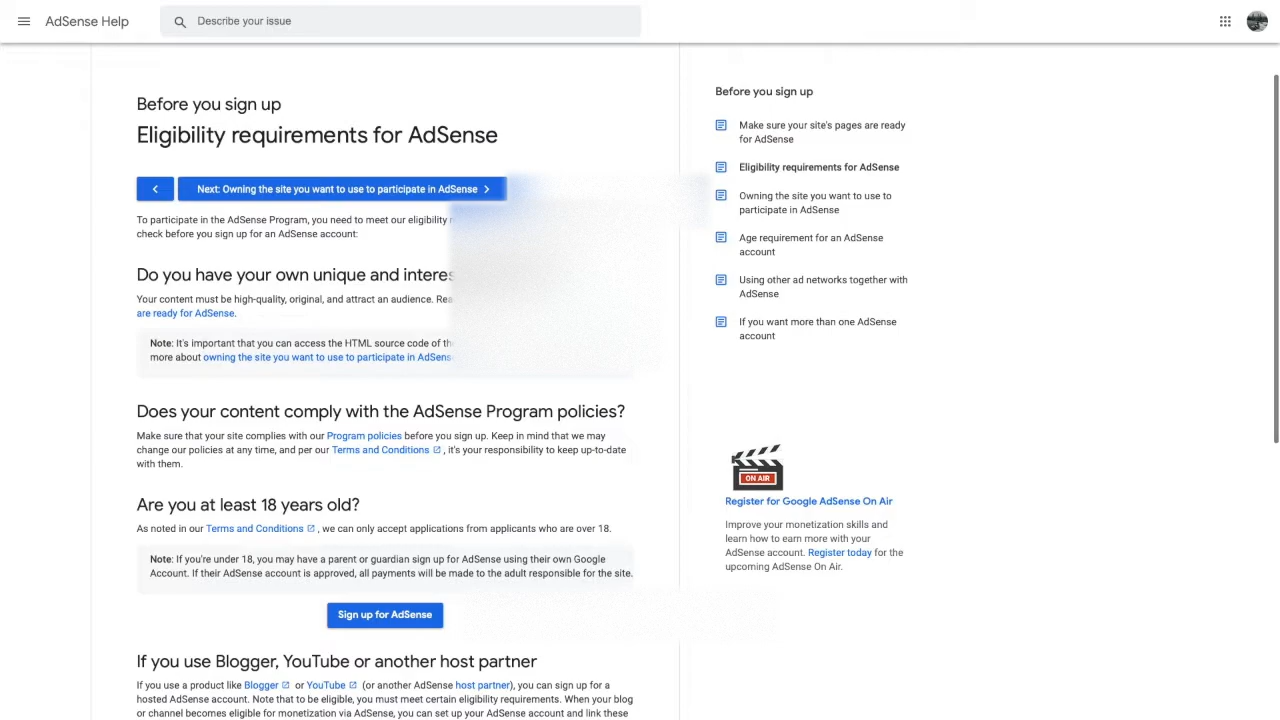 AdSense Help
Describe your issue
Before you sign up
Eligibility requirements for AdSense
Next: Owning the site you want to use to participate in AdSense
To participate in the AdSense Program, you need to meet our eligibility
check before you sign up for an AdSense account:
Do you have your own unique and
Your content must be high-quality, original, and attract an audience.
are ready for AdSense.
Note: It's important that you can access the HTML source code of
more about owning the site you want to use to participate in AdSense
Does your content comply with the AdSense Program policies?
Make sure that your site complies with our Program policies before you sign up. Keep in mind that we may
change our policies at any time, and per our Terms and Conditions , it's your responsibility to keep up-to-date
with them.
Are you at least 18 years old?
As noted in our Terms and Conditions , we can only accept applications from applicants who are over 18.
Note: If you're under 18, you may have a parent or guardian sign up for AdSense using their own Google
Account. If their AdSense account is approved, all payments will be made to the adult responsible for the site.
Sign up for AdSense
If you use Blogger, YouTube or another host partner
If you use a product like Blogger or YouTube (or another AdSense host partner), you can sign up for a
hosted AdSense account. Note that to be eligible, you must meet certain eligibility requirements. When your blog
or channel becomes eligible for monetization via AdSense, you can set up your AdSense account and link these
Before you sign up
Make sure your site's pages are ready
for AdSense
Eligibility requirements for AdSense
Owning the site you want to use to
participate in AdSense
Age requirement for an AdSense
account
Using other ad networks together with
AdSense
If you want more than one AdSense
account
ON AIR
Register for Google AdSense On Air
Improve your monetization skills and
learn how to earn more with your
AdSense account. Register today for the
upcoming AdSense On Air.